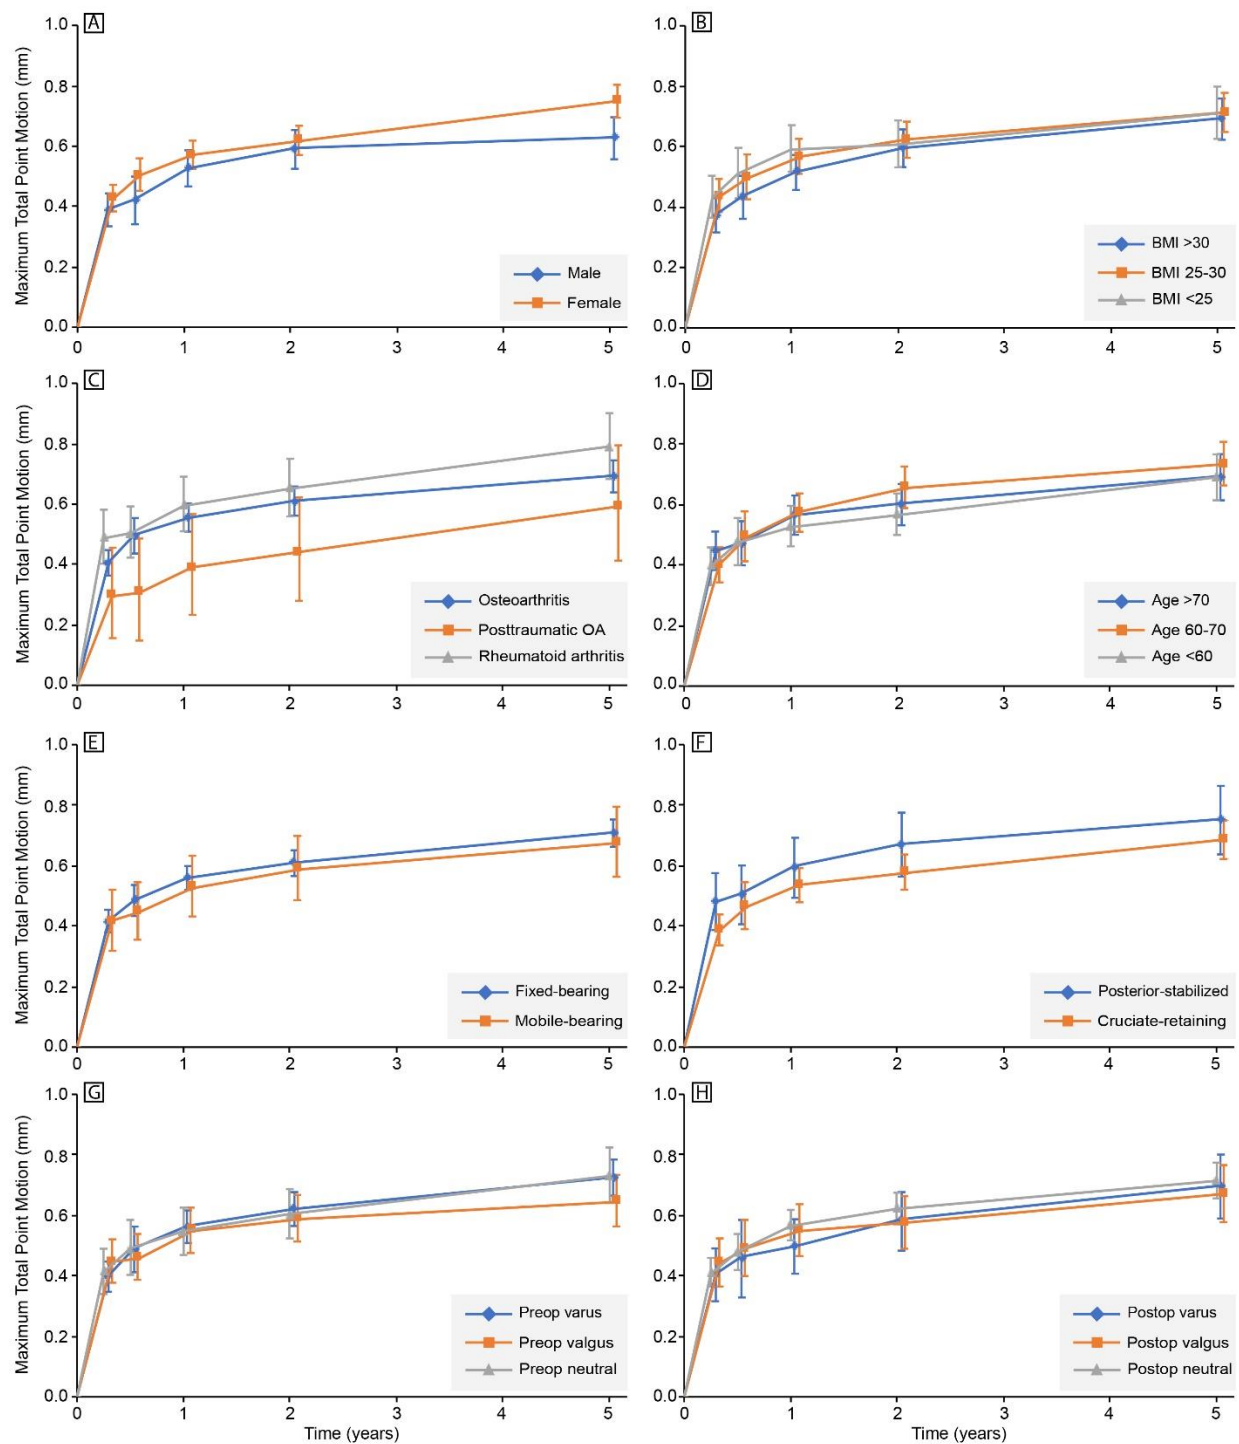 A
Maximum Total Point Motion (mm)
1.0
0.8
0.6
0.4
0.2
0.0
Male
Female
0 1 2 3 4 5
B
1.0
0.8
0.6
0.4
0.2
0.0
BMI >30
BMI 25-30
BMI <25
0 1 2 3 4 5
C
Maximum Total Point Motion (mm)
1.0
0.8
0.6
0.4
0.2
0.0
Osteoarthritis
Posttraumatic OA
Rheumatoid arthritis
0 1 2 3 4 5
D
1.0
0.8
0.6
0.4
0.2
0.0
Age >70
Age 60-70
Age <60
0 1 2 3 4 5
E
Maximum Total Point Motion (mm)
1.0
0.8
0.6
0.4
0.2
0.0
Fixed-bearing
Mobile-bearing
0 1 2 3 4 5
F
1.0
0.8
0.6
0.4
0.2
0.0
Posterior-stabilized
Cruciate-retaining
0 1 2 3 4 5
G
Maximum Total Point Motion (mm)
1.0
0.8
0.6
0.4
0.2
0.0
Preop varus
Preop valgus
Preop neutral
0 1 2 3 4 5
Time (years)
H
1.0
0.8
0.6
0.4
0.2
0.0
Postop varus
Postop valgus
Postop neutral
0 1 2 3 4 5
Time (years)